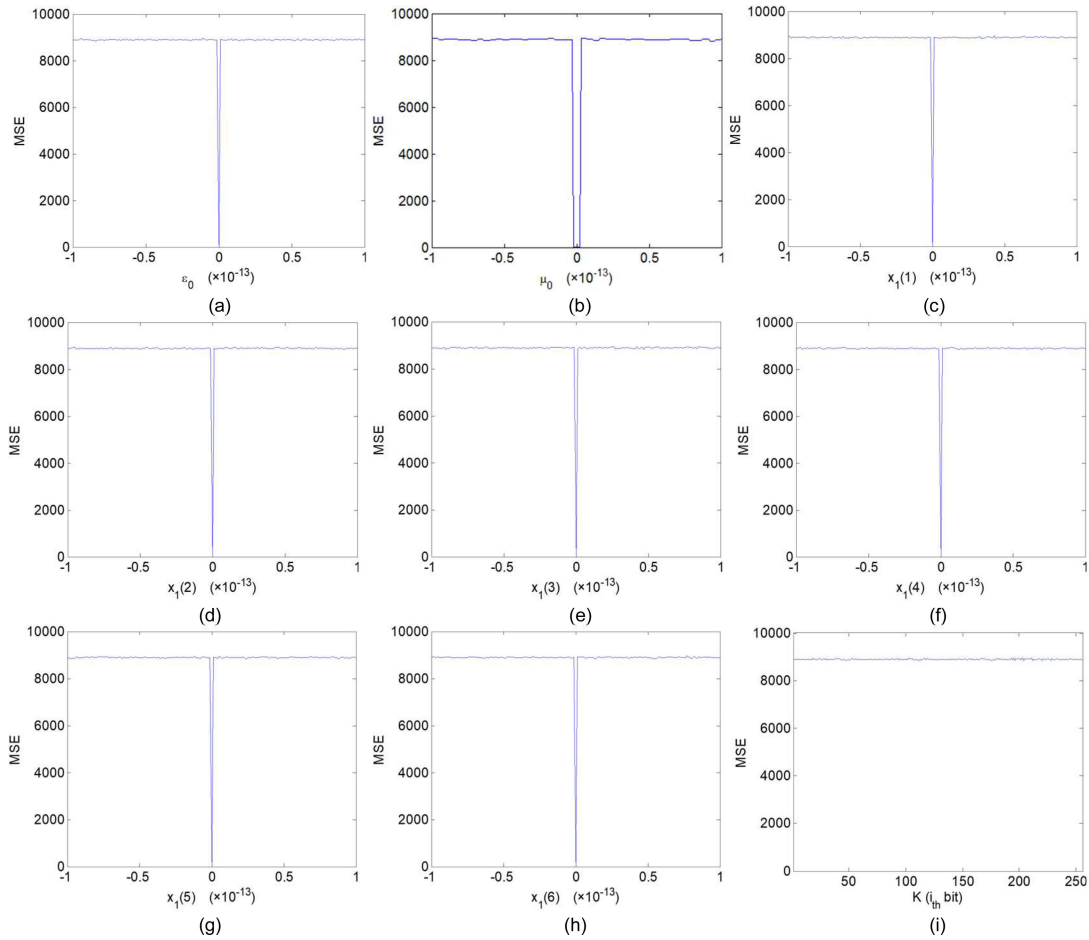 10000
8000
6000
4000
2000
0
MSE
-1 -0.5 0 0.5 1
ε0 (×10-13)
(a)
10000
8000
6000
4000
2000
0
MSE
-1 -0.5 0 0.5 1
μ0 (×10-13)
(b)
10000
8000
6000
4000
2000
0
MSE
-1 -0.5 0 0.5 1
x1(1) (×10-13)
(c)
10000
8000
6000
4000
2000
0
MSE
-1 -0.5 0 0.5 1
x1(2) (×10-13)
(d)
10000
8000
6000
4000
2000
0
MSE
-1 -0.5 0 0.5 1
x1(3) (×10-13)
(e)
10000
8000
6000
4000
2000
0
MSE
-1 -0.5 0 0.5 1
x1(4) (×10-13)
(f)
10000
8000
6000
4000
2000
0
MSE
-1 -0.5 0 0.5 1
x1(5) (×10-13)
(g)
10000
8000
6000
4000
2000
0
MSE
-1 -0.5 0 0.5 1
x1(6) (×10-13)
(h)
10000
8000
6000
4000
2000
0
MSE
50 100 150 200 250
K (ith bit)
(i)